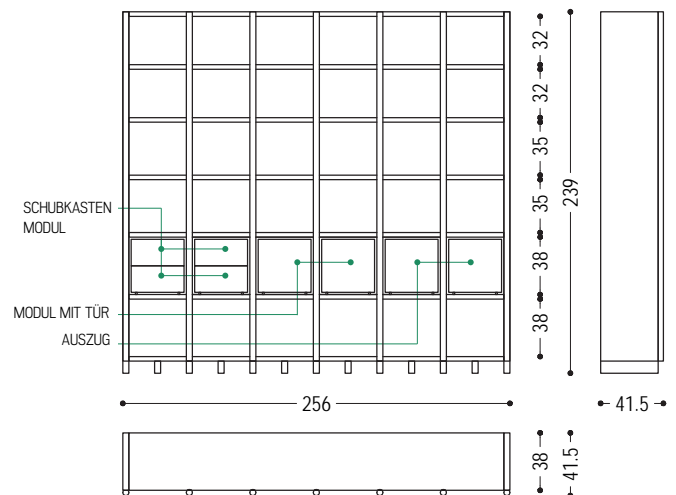 32
32
35
35
38
38
239
SCHUBKASTEN
MODUL
MODUL MIT TÜR
AUSZUG
256
41.5
38
41.5